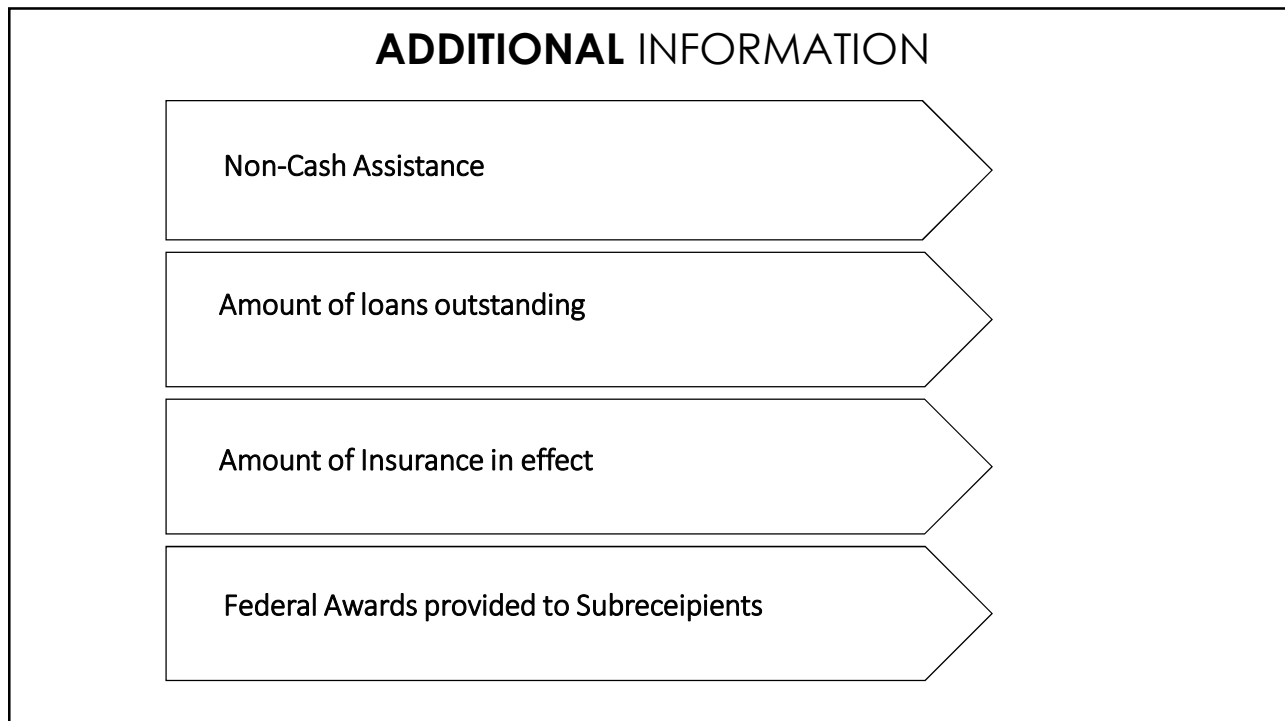 ADDITIONAL INFORMATION
Non-Cash Assistance
Amount of loans outstanding
Amount of Insurance in effect
Federal Awards provided to Subreceipients